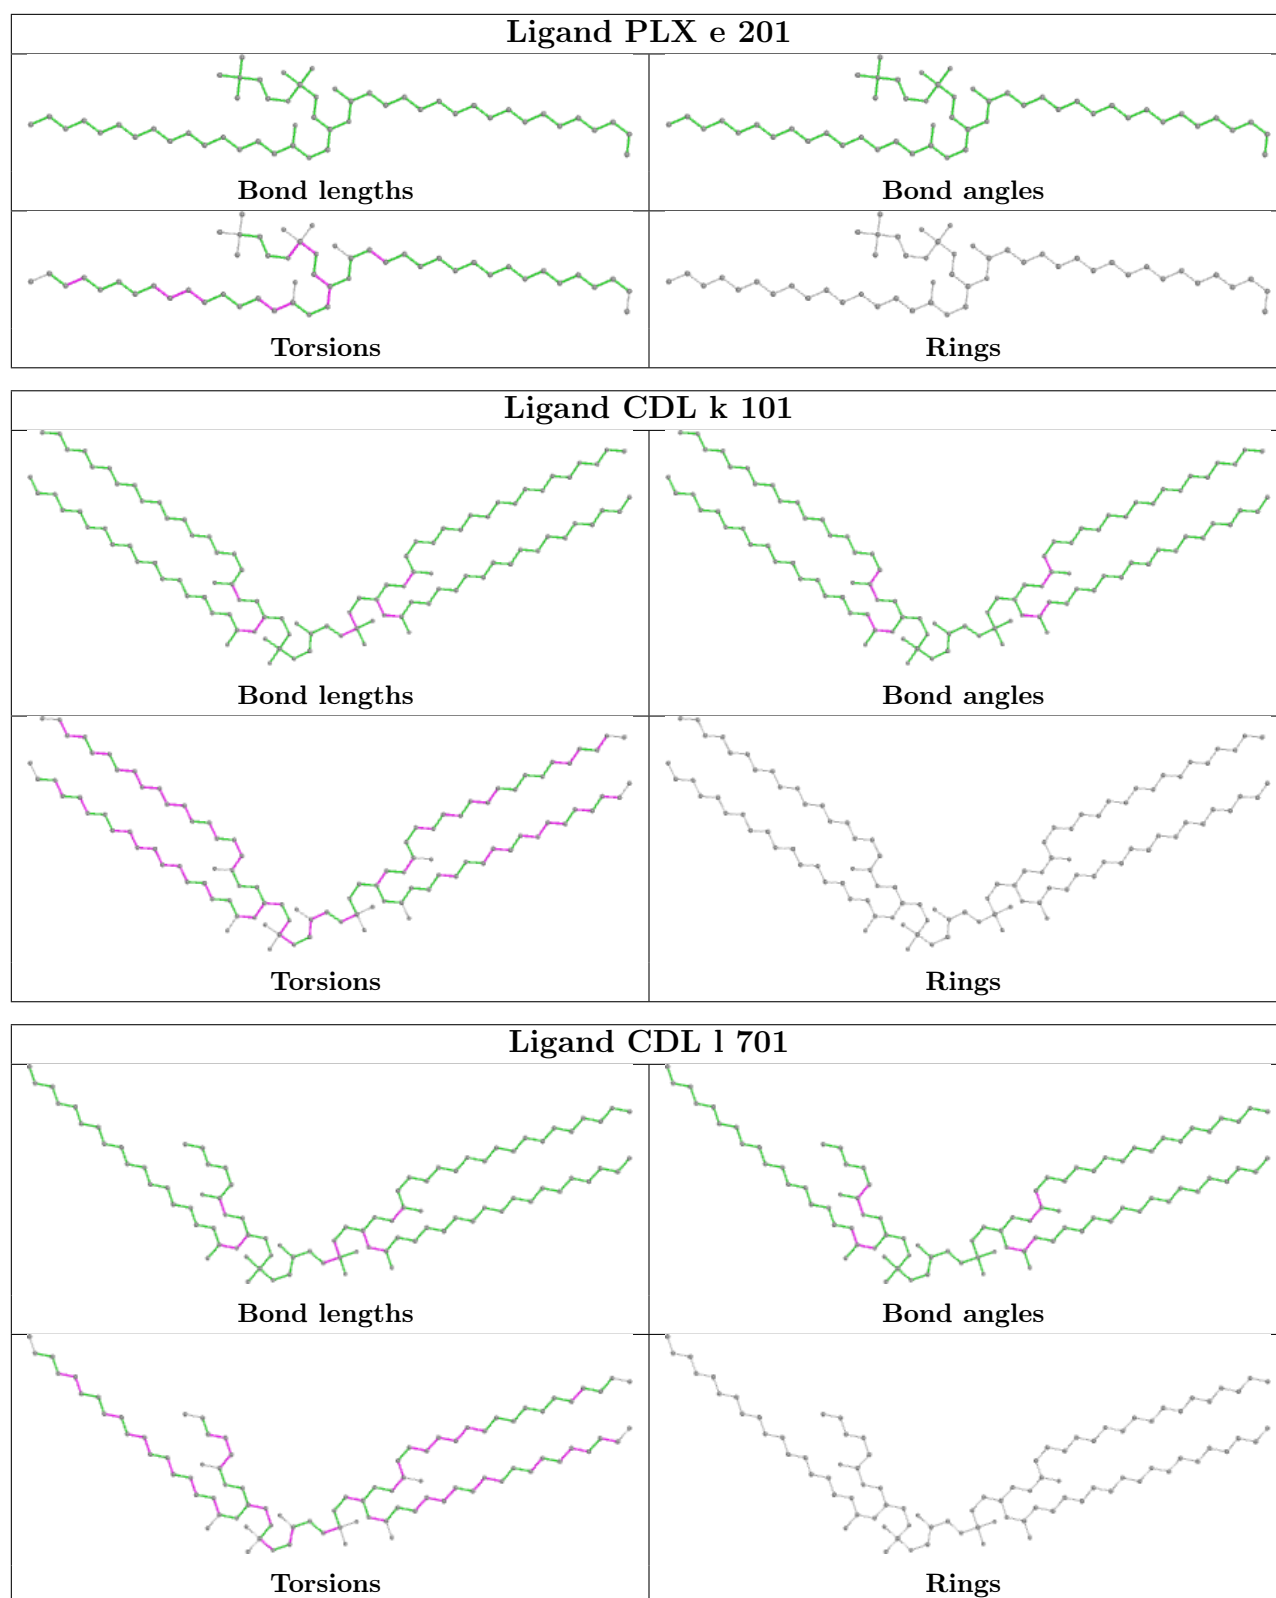 Ligand PLX e 201
Bond lengths
Bond angles
Torsions
Rings
Ligand CDL k 101
Bond lengths
Bond angles
Torsions
Rings
Ligand CDL l 701
Bond lengths
Bond angles
Torsions
Rings